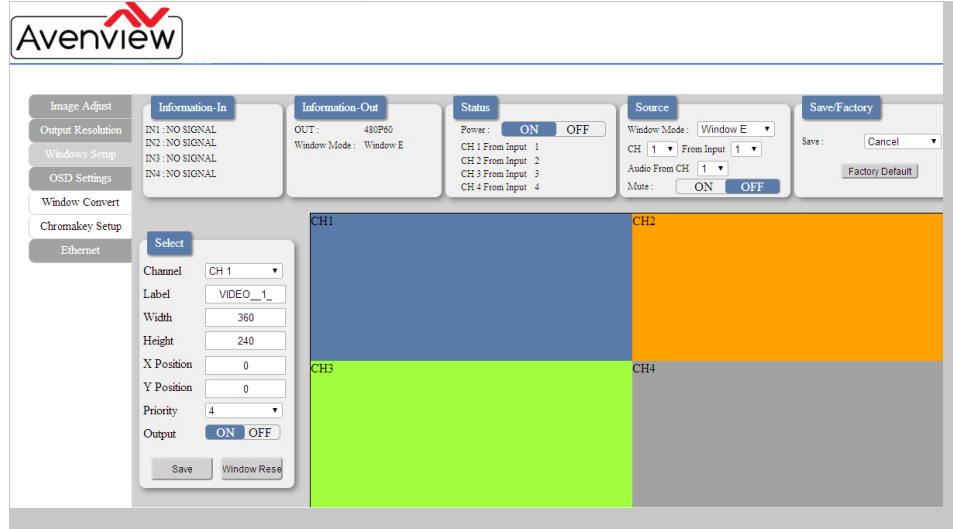 Avenview
Image Adjust
Output Resolution
Windows Setup
OSD Settings
Window Convert
Chromakey Setup
Ethernet
Information-In
IN1 : NO SIGNAL
IN2 : NO SIGNAL
IN3 : NO SIGNAL
IN4 : NO SIGNAL
Information-Out
OUT : 480P60
Window Mode : Window E
Status
Power : ON OFF
CH 1 From Input 1
CH 2 From Input 2
CH 3 From Input 3
CH 4 From Input 4
Source
Window Mode : Window E
CH 1 From Input 1
Audio From CH 1
Mute : ON OFF
Save/Factory
Save : Cancel
Factory Default
Select
Channel CH 1
Label VIDEO__1_
Width 360
Height 240
X Position 0
Y Position 0
Priority 4
Output ON OFF
Save Window Rese
CH1 CH2
CH3 CH4